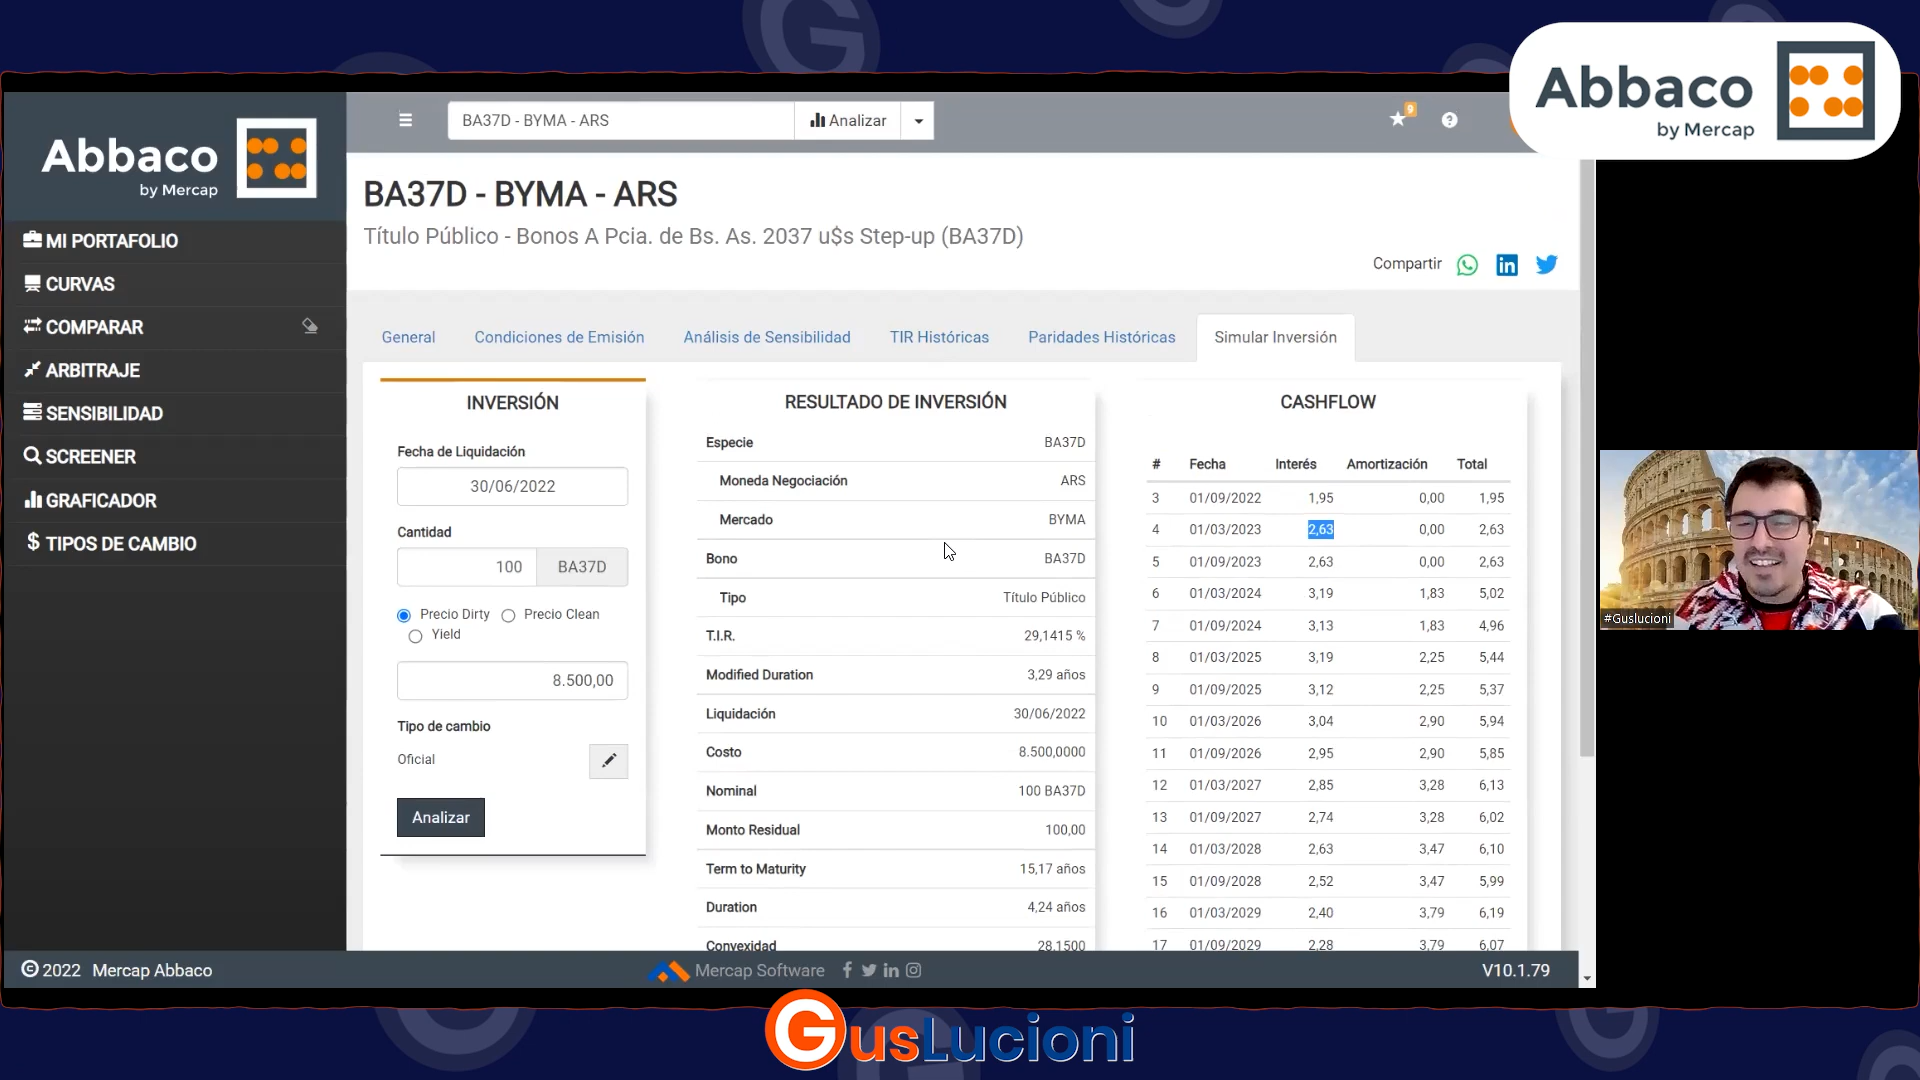 Abbaco
by Mercap
Abbaco
by Mercap
BA37D - BYMA - ARS
Analizar
9
MI PORTAFOLIO
CURVAS
COMPARAR
ARBITRAJE
SENSIBILIDAD
SCREENER
GRAFICADOR
TIPOS DE CAMBIO
BA37D - BYMA - ARS
Título Público - Bonos A Pcia. de Bs. As. 2037 u$s Step-up (BA37D)
Compartir
General Condiciones de Emisión Análisis de Sensibilidad TIR Históricas Paridades Históricas Simular Inversión
INVERSIÓN
Fecha de Liquidación
30/06/2022
Cantidad
100 BA37D
Precio Dirty Precio Clean
Yield
8.500,00
Tipo de cambio
Oficial
Analizar
RESULTADO DE INVERSIÓN
Especie BA37D
Moneda Negociación ARS
Mercado BYMA
Bono BA37D
Tipo Título Público
T.I.R. 29,1415 %
Modified Duration 3,29 años
Liquidación 30/06/2022
Costo 8.500,0000
Nominal 100 BA37D
Monto Residual 100,00
Term to Maturity 15,17 años
Duration 4,24 años
Convexidad 28,1500
CASHFLOW
# Fecha Interés Amortización Total
3 01/09/2022 1,95 0,00 1,95
4 01/03/2023 2,63 0,00 2,63
5 01/09/2023 2,63 0,00 2,63
6 01/03/2024 3,19 1,83 5,02
7 01/09/2024 3,13 1,83 4,96
8 01/03/2025 3,19 2,25 5,44
9 01/09/2025 3,12 2,25 5,37
10 01/03/2026 3,04 2,90 5,94
11 01/09/2026 2,95 2,90 5,85
12 01/03/2027 2,85 3,28 6,13
13 01/09/2027 2,74 3,28 6,02
14 01/03/2028 2,63 3,47 6,10
15 01/09/2028 2,52 3,47 5,99
16 01/03/2029 2,40 3,79 6,19
17 01/09/2029 2,28 3,79 6,07
#Guslucioni
© 2022 Mercap Abbaco
Mercap Software
V10.1.79
GusLucioni